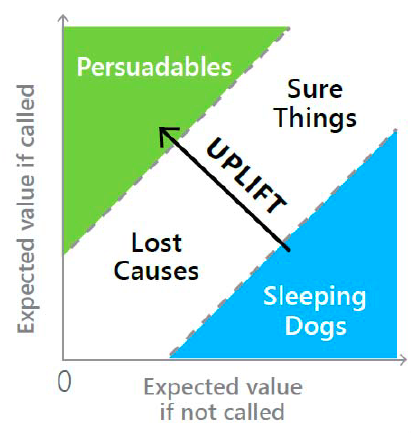 Persuadables
Sure
Things
UPLIFT
Lost
Causes
Sleeping
Dogs
Expected value if called
0
Expected value
if not called